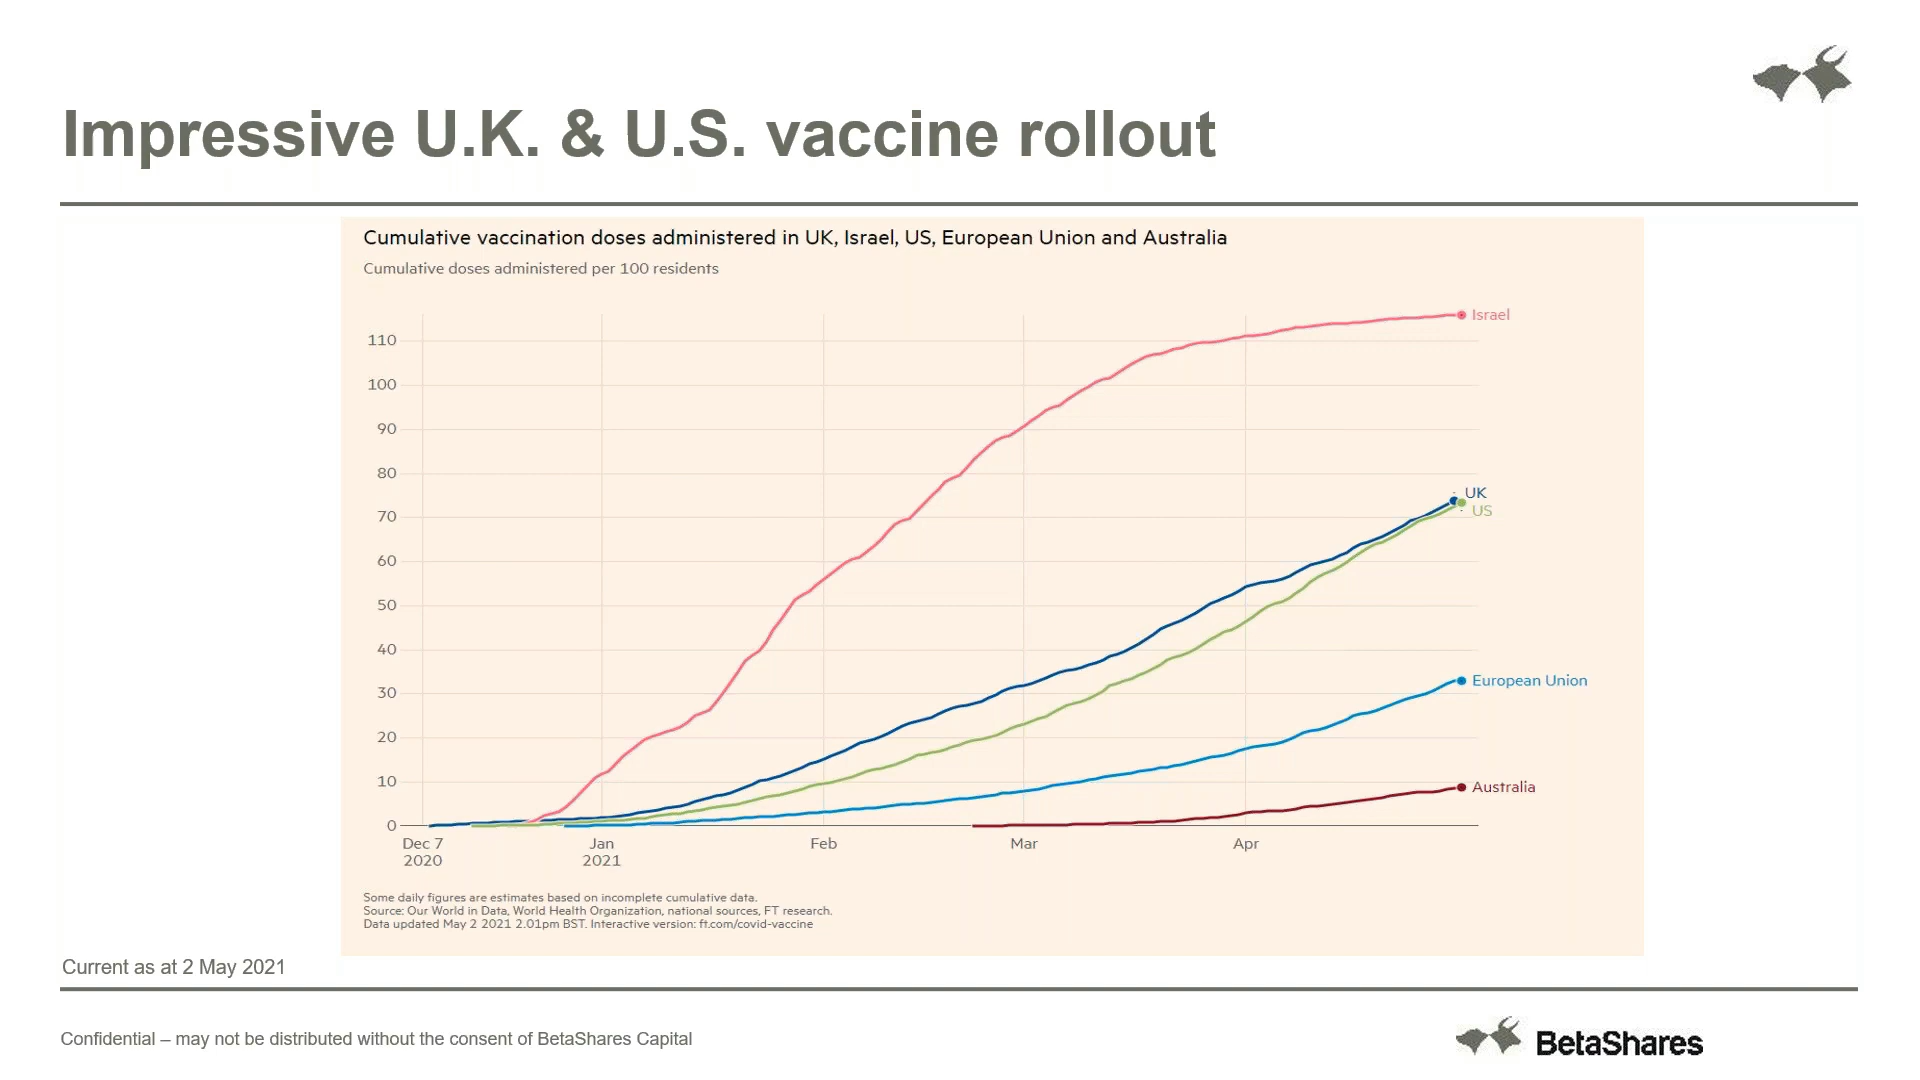 Impressive U.K. & U.S. vaccine rollout
Cumulative vaccination doses administered in UK, Israel, US, European Union and Australia
Cumulative doses administered per 100 residents
110
100
90
80
70
60
50
40
30
20
10
0
Israel
UK
US
European Union
Australia
Dec 7
2020
Jan
2021
Feb
Mar
Apr
Some daily figures are estimates based on incomplete cumulative data.
Source: Our World in Data, World Health Organization, national sources, FT research.
Data updated May 2 2021 2.01pm BST. Interactive version: ft.com/covid-vaccine
Current as at 2 May 2021
Confidential – may not be distributed without the consent of BetaShares Capital
BetaShares